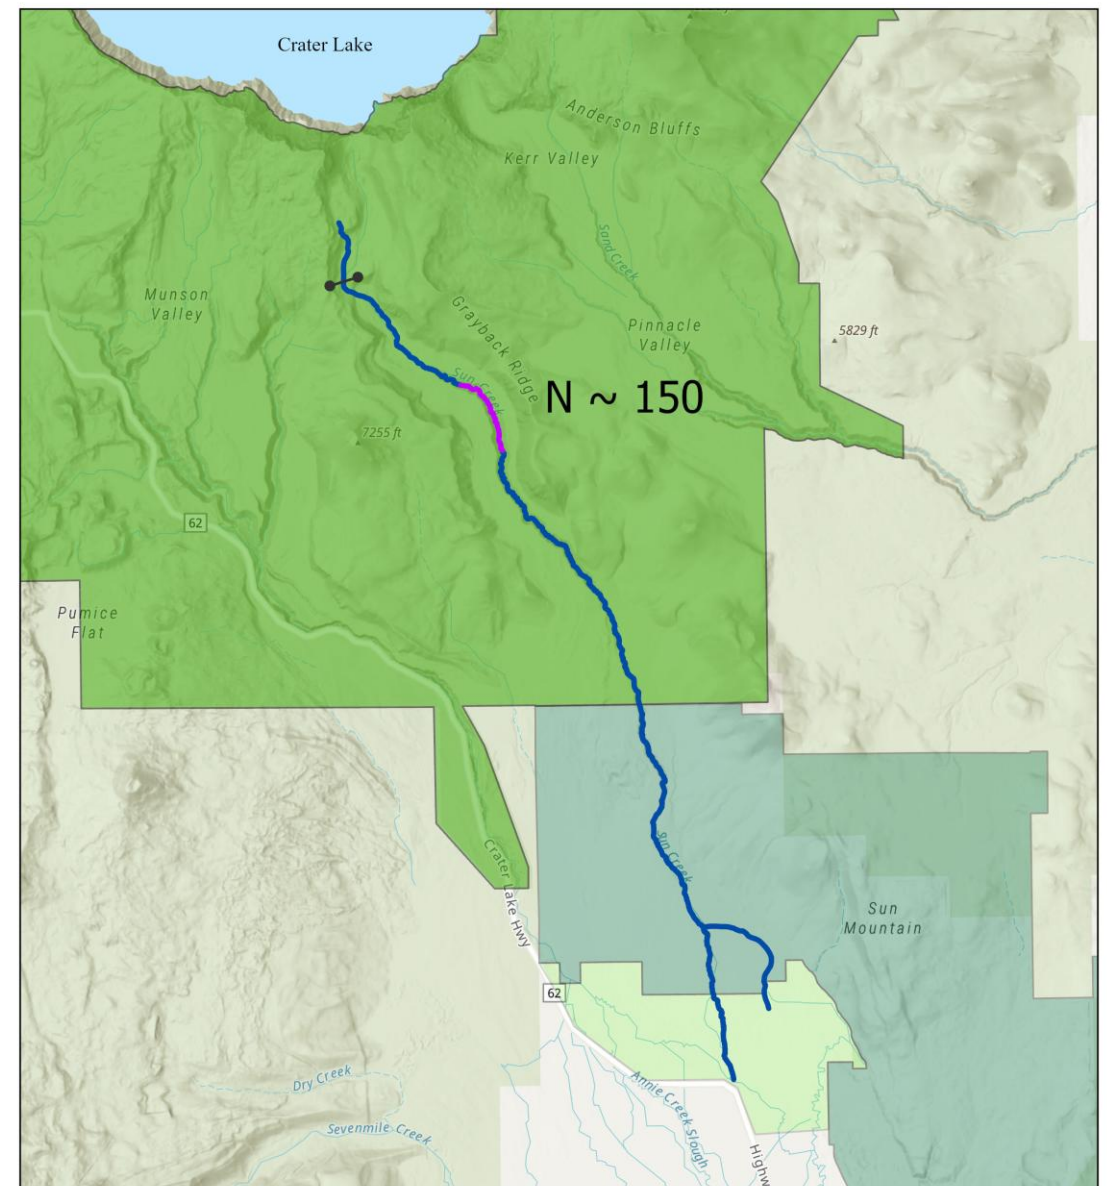 Crater Lake
Anderson Bluffs
Kerr Valley
Sand Creek
Munson
Valley
Grayback Ridge
Pinnacle
Valley
5829 ft
Sun Creek
N ~ 150
7255 ft
62
Pumice
Flat
Sun Creek
Crater Lake Hwy
Sun
Mountain
62
Dry Creek
Annie Creek Slough
Sevenmile Creek
Highw